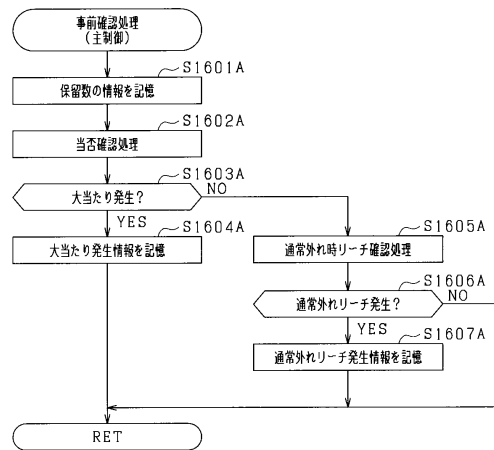 事前確認処理
(主制御)
S1601A
保留数の情報を記憶
S1602A
当否確認処理
S1603A
大当たり発生?
NO
YES
S1604A
大当たり発生情報を記憶
S1605A
通常外れ時リーチ確認処理
S1606A
通常外れリーチ発生?
NO
YES
S1607A
通常外れリーチ発生情報を記憶
RET